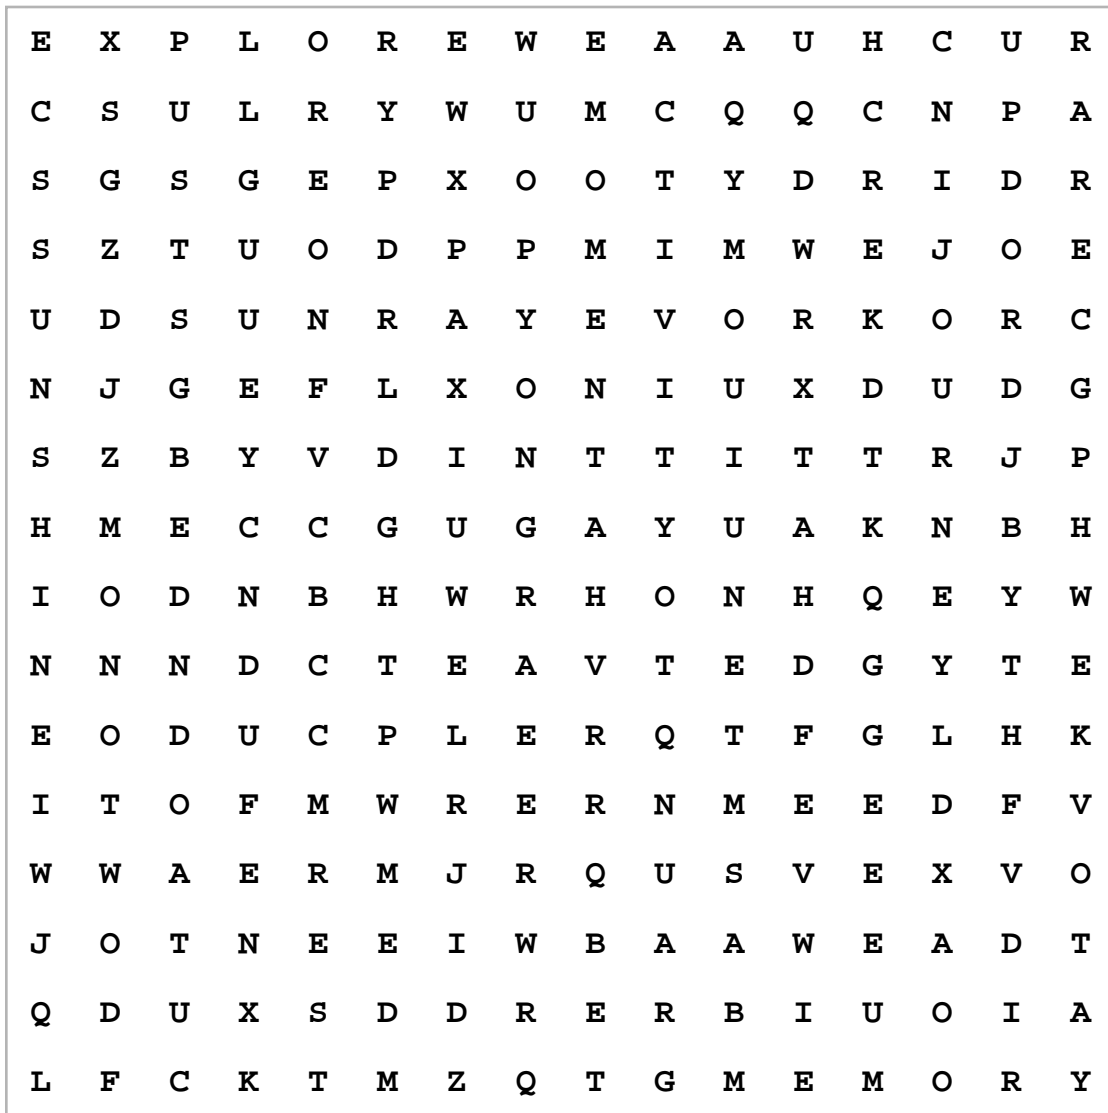 E X P L O R E W E A A U H C U R
C S U L R Y W U M C Q Q C N P A
S G S G E P X O O T Y D R I D R
S Z T U O D P P M I M W E J O E
U D S U N R A Y E V O R K O R C
N J G E F L X O N I U X D U D G
S Z B Y V D I N T T I T T R J P
H M E C C G U G A Y U A K N B H
I O D N B H W R H O N H Q E Y W
N N N D C T E A V T E D G Y T E
E O D U C P L E R Q T F G L H K
I T O F M W R E R N M E E D F V
W W A E R M J R Q U S V E X V O
J O T N E E I W B A A W E A D T
Q D U X S D D R E R B I U O I A
L F C K T M Z Q T G M E M O R Y